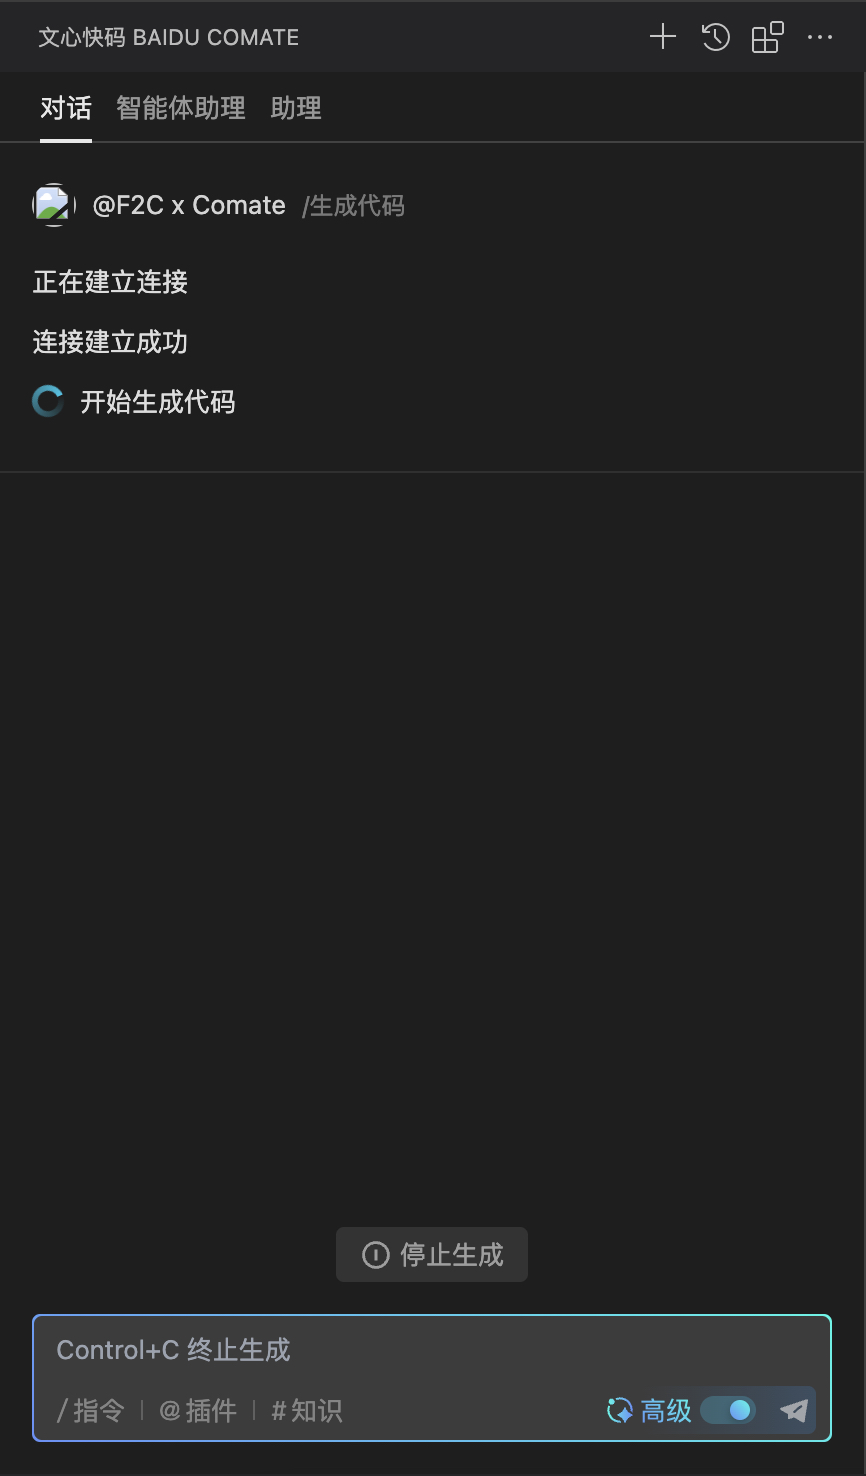 文心快码 BAIDU COMATE
对话 智能体助理 助理
@F2C x Comate /生成代码
正在建立连接
连接建立成功
开始生成代码
停止生成
Control+C 终止生成
/ 指令 | @ 插件 | # 知识 高级